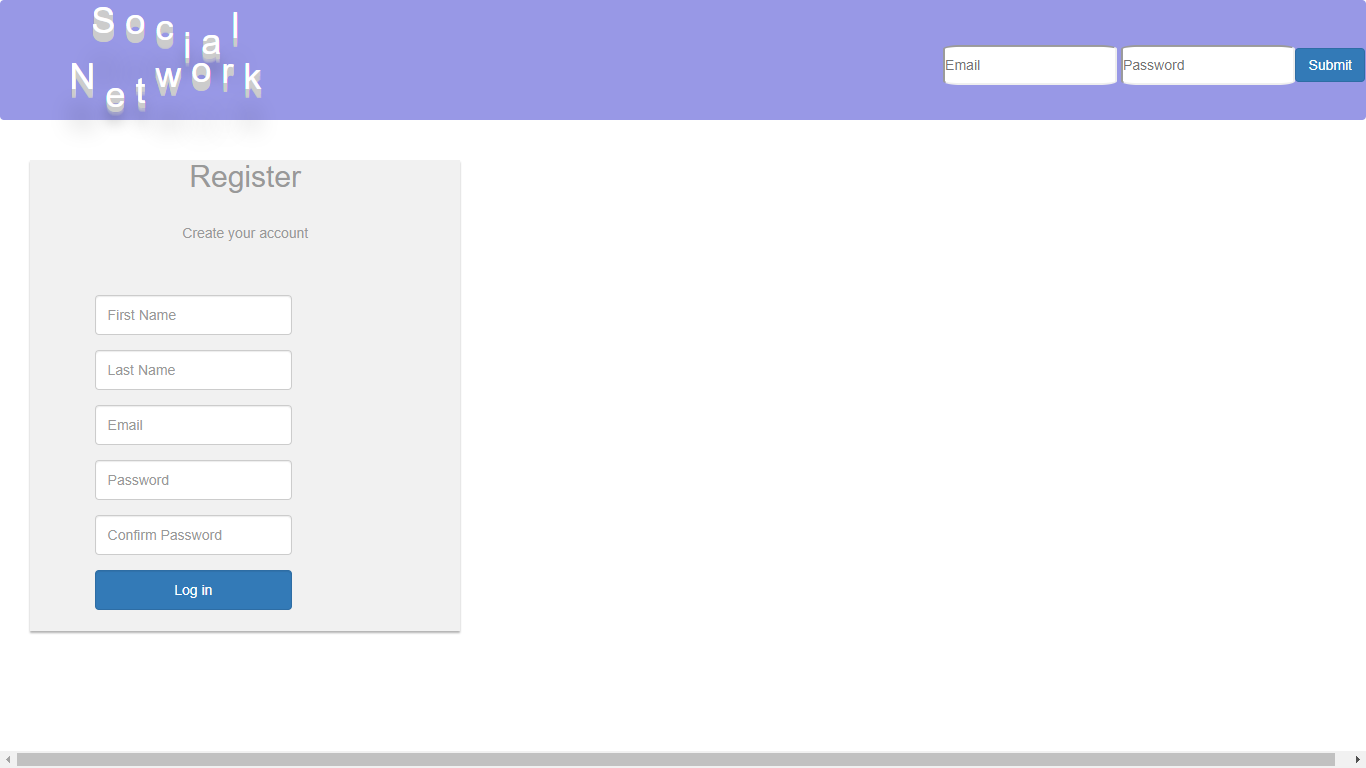 Social
Network
Email Password Submit
Register
Create your account
First Name
Last Name
Email
Password
Confirm Password
Log in